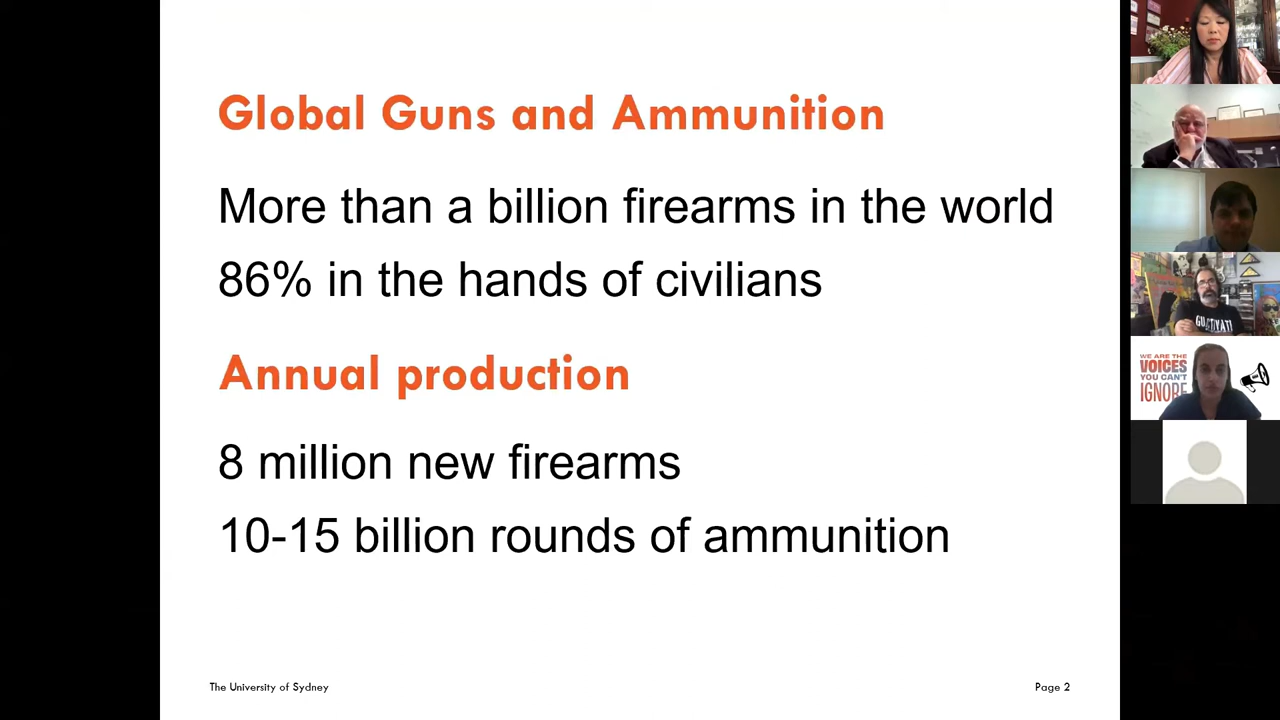 Global Guns and Ammunition
More than a billion firearms in the world
86% in the hands of civilians
Annual production
8 million new firearms
10-15 billion rounds of ammunition
The University of Sydney
Page 2
WE ARE THE
VOICES
YOU CAN'T
IGNORE